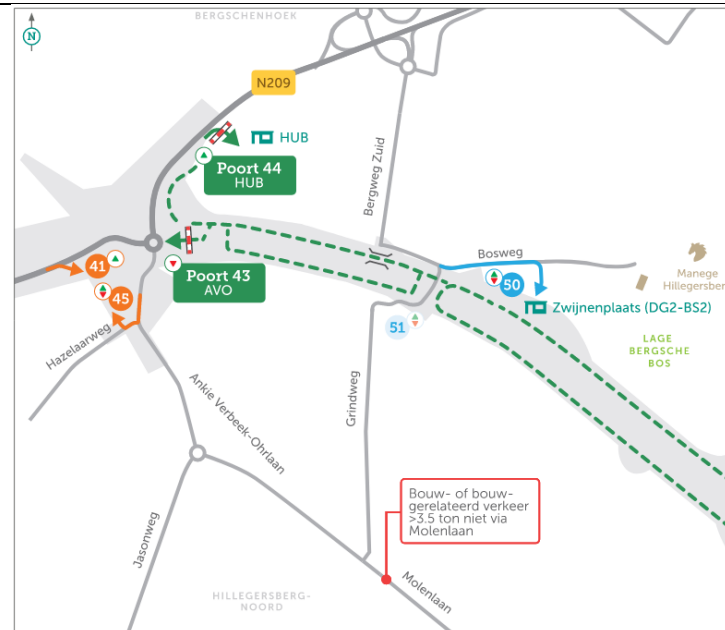 BERGSCHENHOEK
N
N209
HUB
Poort 44
HUB
Bergweg Zuid
Poort 43
AVO
41
45
Bosweg
50
Manege
Hillegersber
Zwijnenplaats (DG2-BS2)
51
LAGE
BERGSCHE
BOS
Hazelaarweg
Ankie Verbeek-Ohrlaan
Grindweg
Jasonweg
Bouw- of bouw-
gerelateerd verkeer
>3.5 ton niet via
Molenlaan
Molenlaan
HILLEGERSBERG-
NOORD